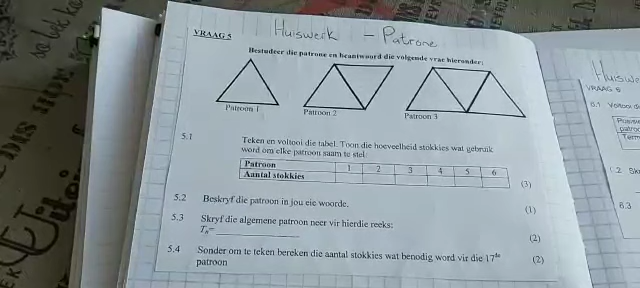 Huiswerk - Patrone
VRAAG 5
Bestudeer die patrone en beantwoord die volgende vrae hieronder:
Patroon 1
Patroon 2
Patroon 3
5.1 Teken en voltooi die tabel. Toon die hoeveelheid stokkies wat gebruik
word om elke patroon saam te stel.
Patroon 1 2 3 4 5 6
Aantal stokkies
(3)
5.2 Beskryf die patroon in jou eie woorde.
(1)
5.3 Skryf die algemene patroon neer vir hierdie reeks:
Tn=
(2)
5.4 Sonder om te teken bereken die aantal stokkies wat benodig word vir die 17de
patroon
(2)
VRAAG 6
6.1
6.3